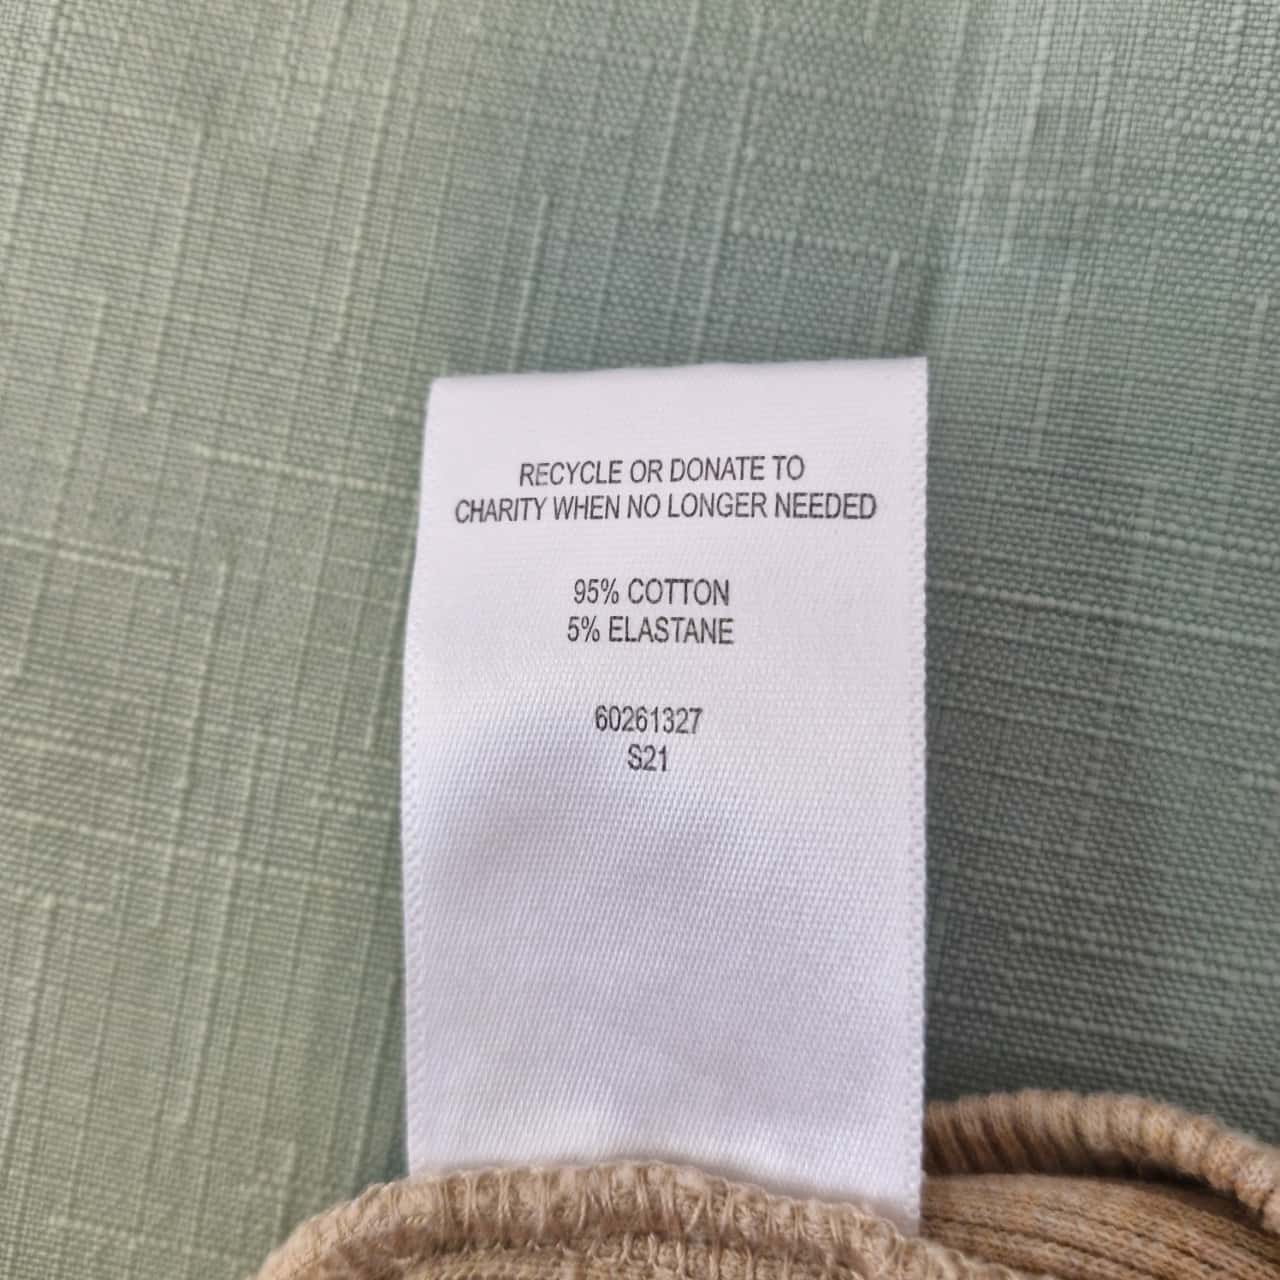 RECYCLE OR DONATE TO
CHARITY WHEN NO LONGER NEEDED
95% COTTON
5% ELASTANE
60261327
S21